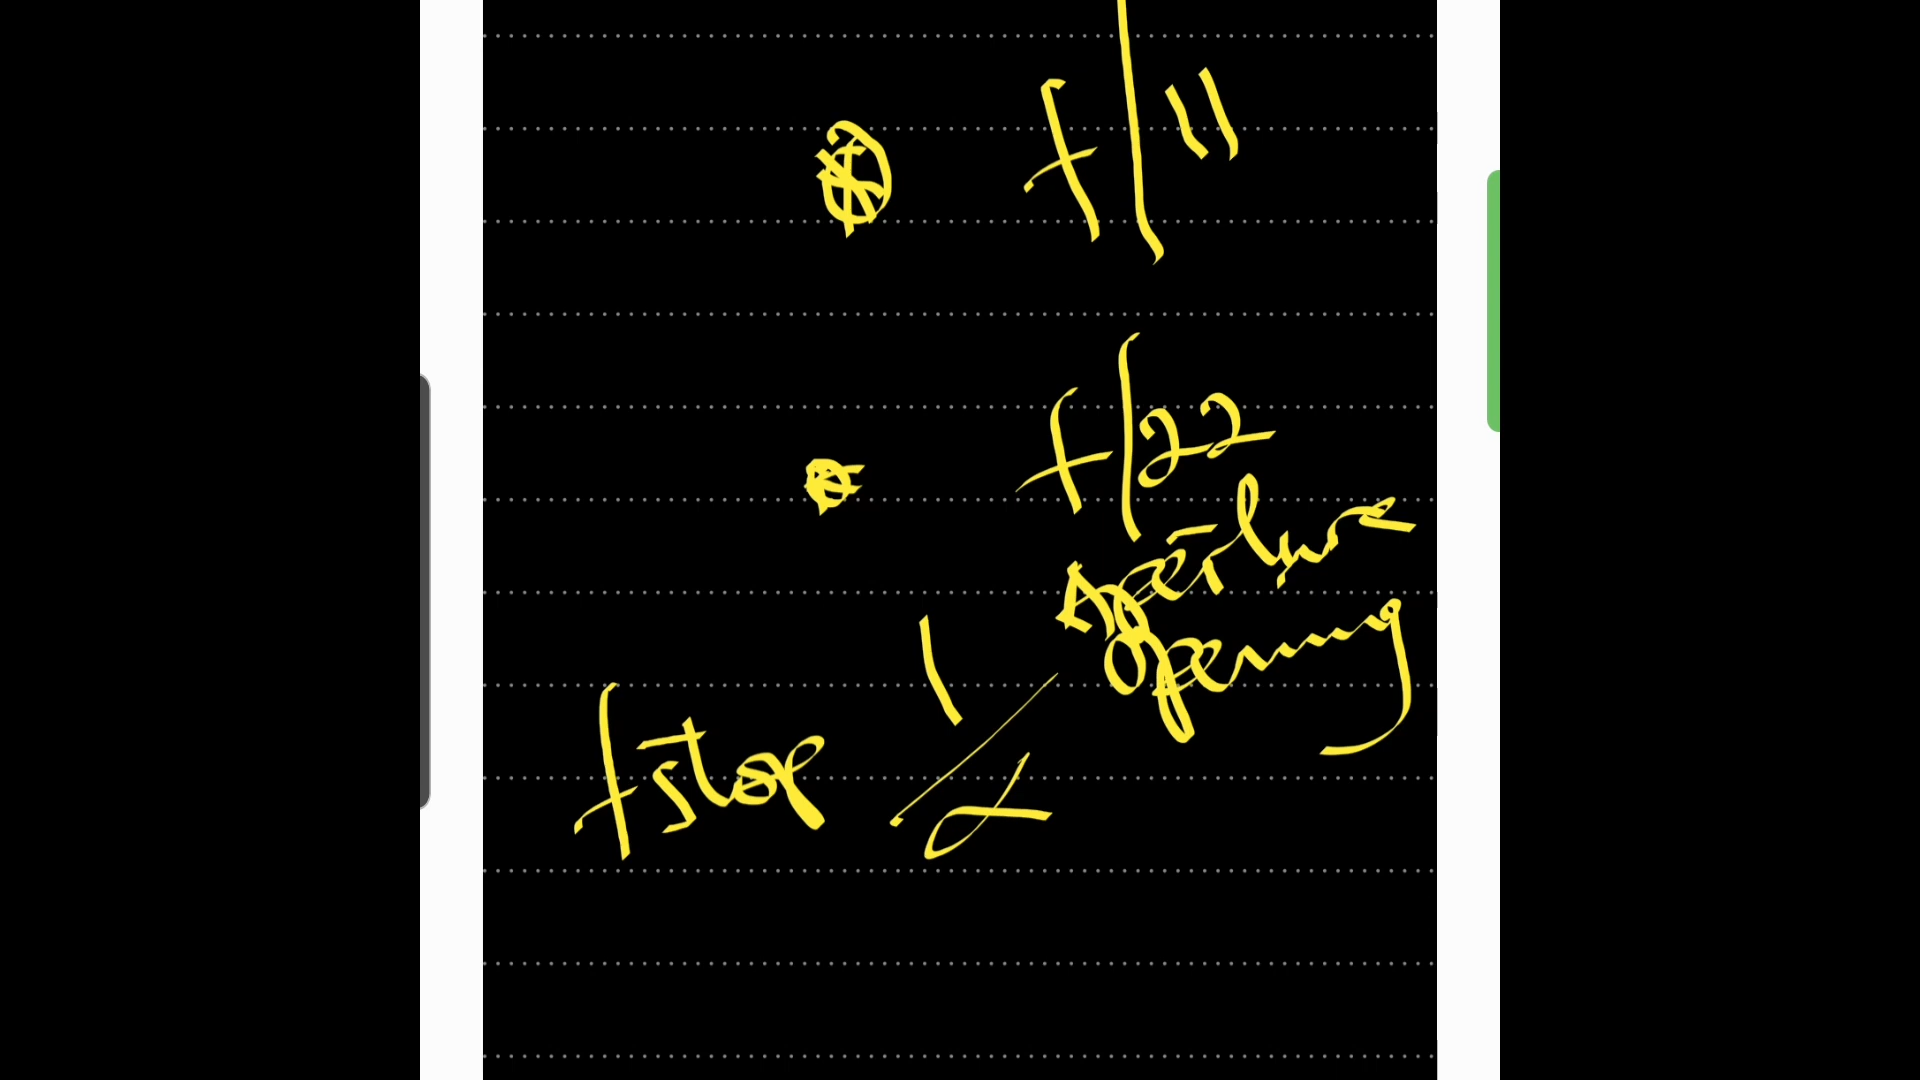 f/11
f/22
Aperture
opening
fstop 1/α